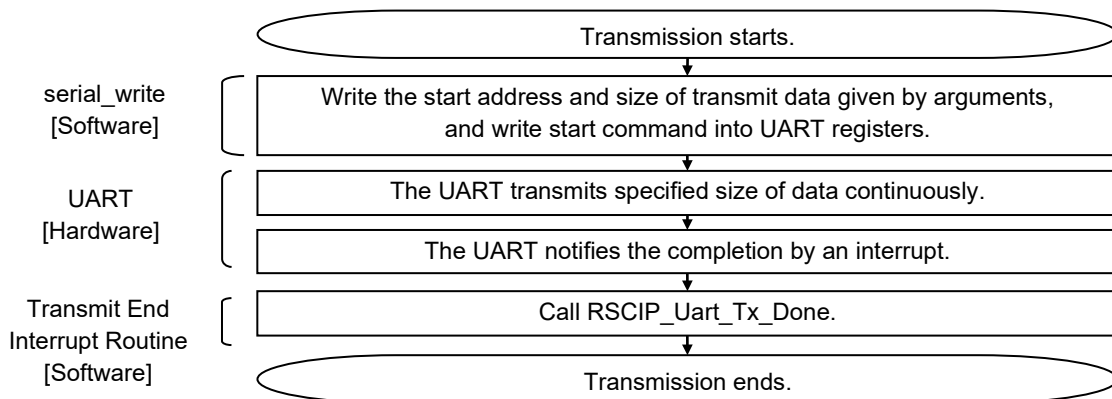 Transmission starts.
serial_write
[Software]
Write the start address and size of transmit data given by arguments,
and write start command into UART registers.
UART
[Hardware]
The UART transmits specified size of data continuously.
The UART notifies the completion by an interrupt.
Transmit End
Interrupt Routine
[Software]
Call RSCIP_Uart_Tx_Done.
Transmission ends.